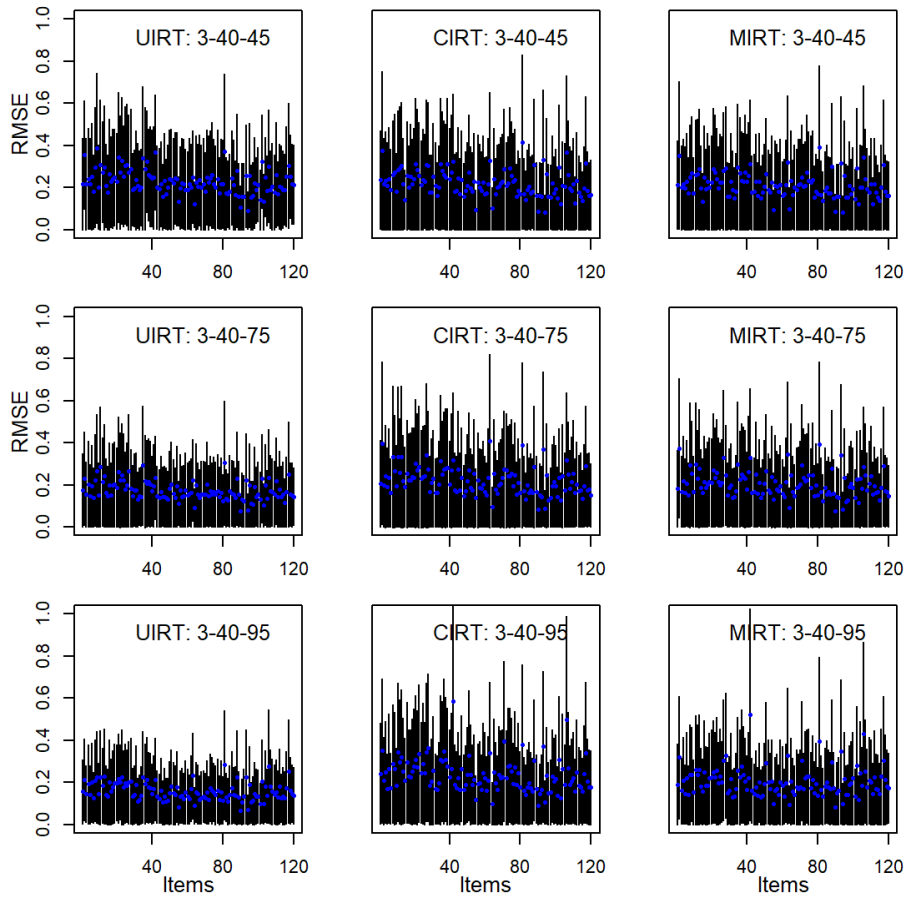 UIRT: 3-40-45
CIRT: 3-40-45
MIRT: 3-40-45
RMSE
0.0 0.2 0.4 0.6 0.8 1.0
40 80 120
40 80 120
40 80 120
UIRT: 3-40-75
CIRT: 3-40-75
MIRT: 3-40-75
RMSE
0.0 0.2 0.4 0.6 0.8 1.0
40 80 120
40 80 120
40 80 120
UIRT: 3-40-95
CIRT: 3-40-95
MIRT: 3-40-95
0.0 0.2 0.4 0.6 0.8 1.0
40 80 120
40 80 120
40 80 120
Items
Items
Items